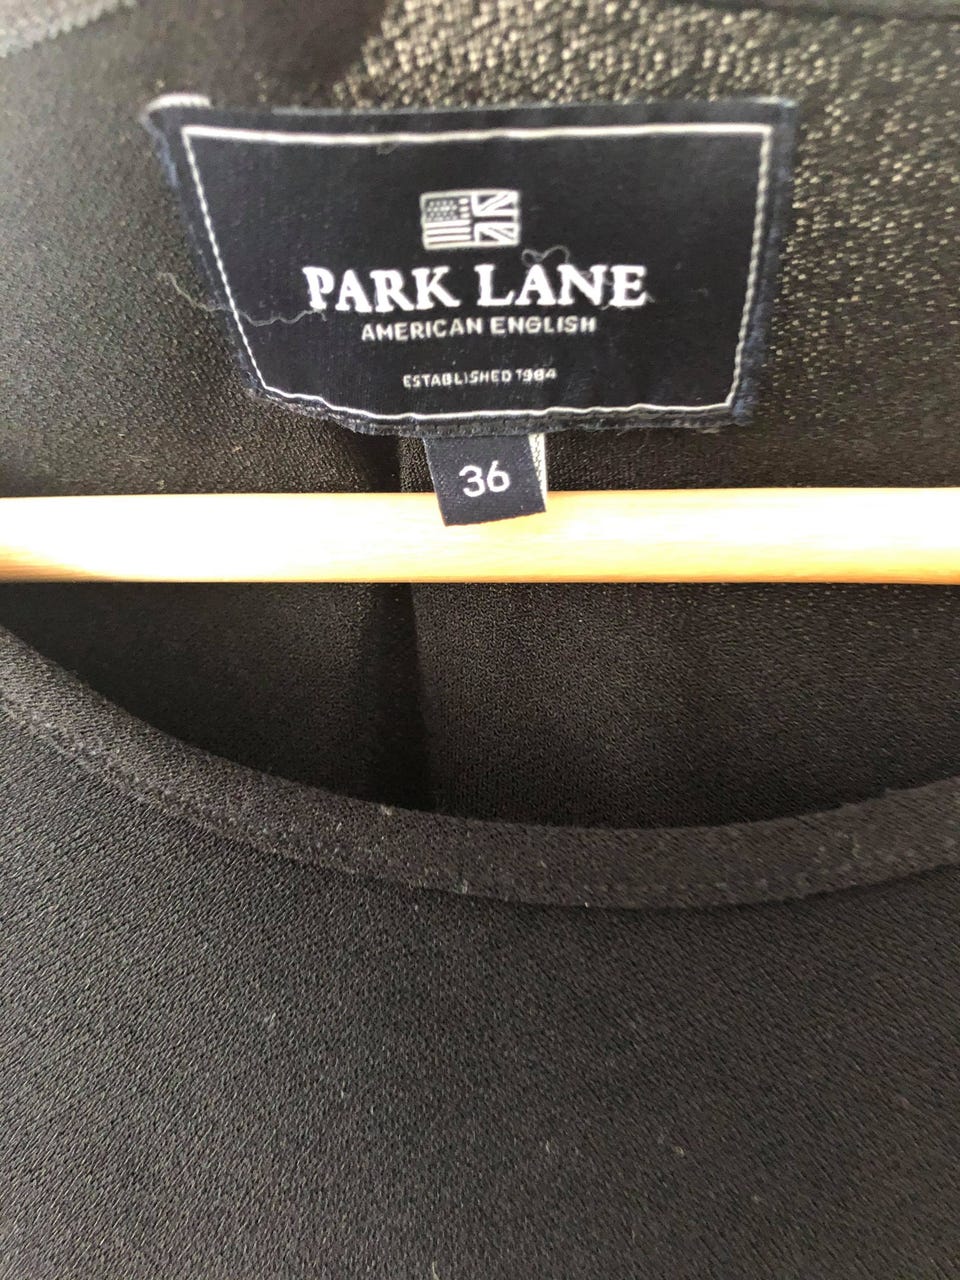 PARK LANE
AMERICAN ENGLISH
ESTABLISHED 1984
36